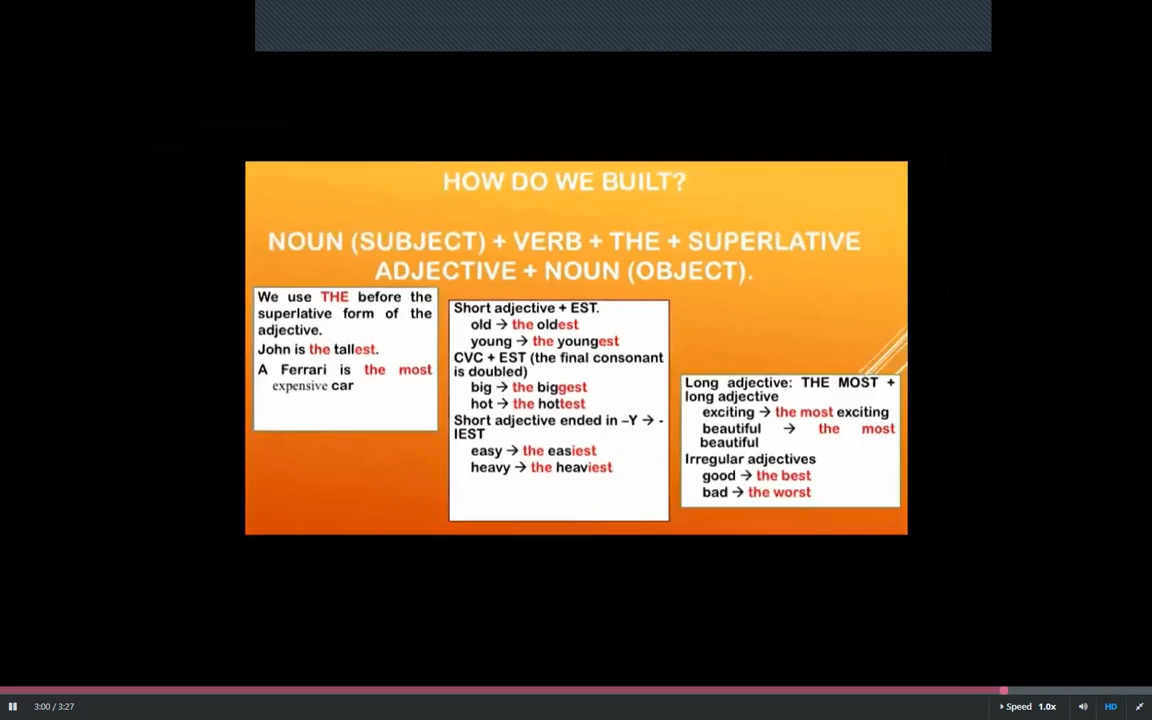 HOW DO WE BUILT?
NOUN (SUBJECT) + VERB + THE + SUPERLATIVE
ADJECTIVE + NOUN (OBJECT).
We use THE before the
superlative form of the
adjective.
John is the tallest.
A Ferrari is the most
expensive car
Short adjective + EST.
old → the oldest
young → the youngest
CVC + EST (the final consonant
is doubled)
big → the biggest
hot → the hottest
Short adjective ended in –Y → -
IEST
easy → the easiest
heavy → the heaviest
Long adjective: THE MOST +
long adjective
exciting → the most exciting
beautiful → the most
beautiful
Irregular adjectives
good → the best
bad → the worst
3:00 / 3:27
Speed 1.0x
HD